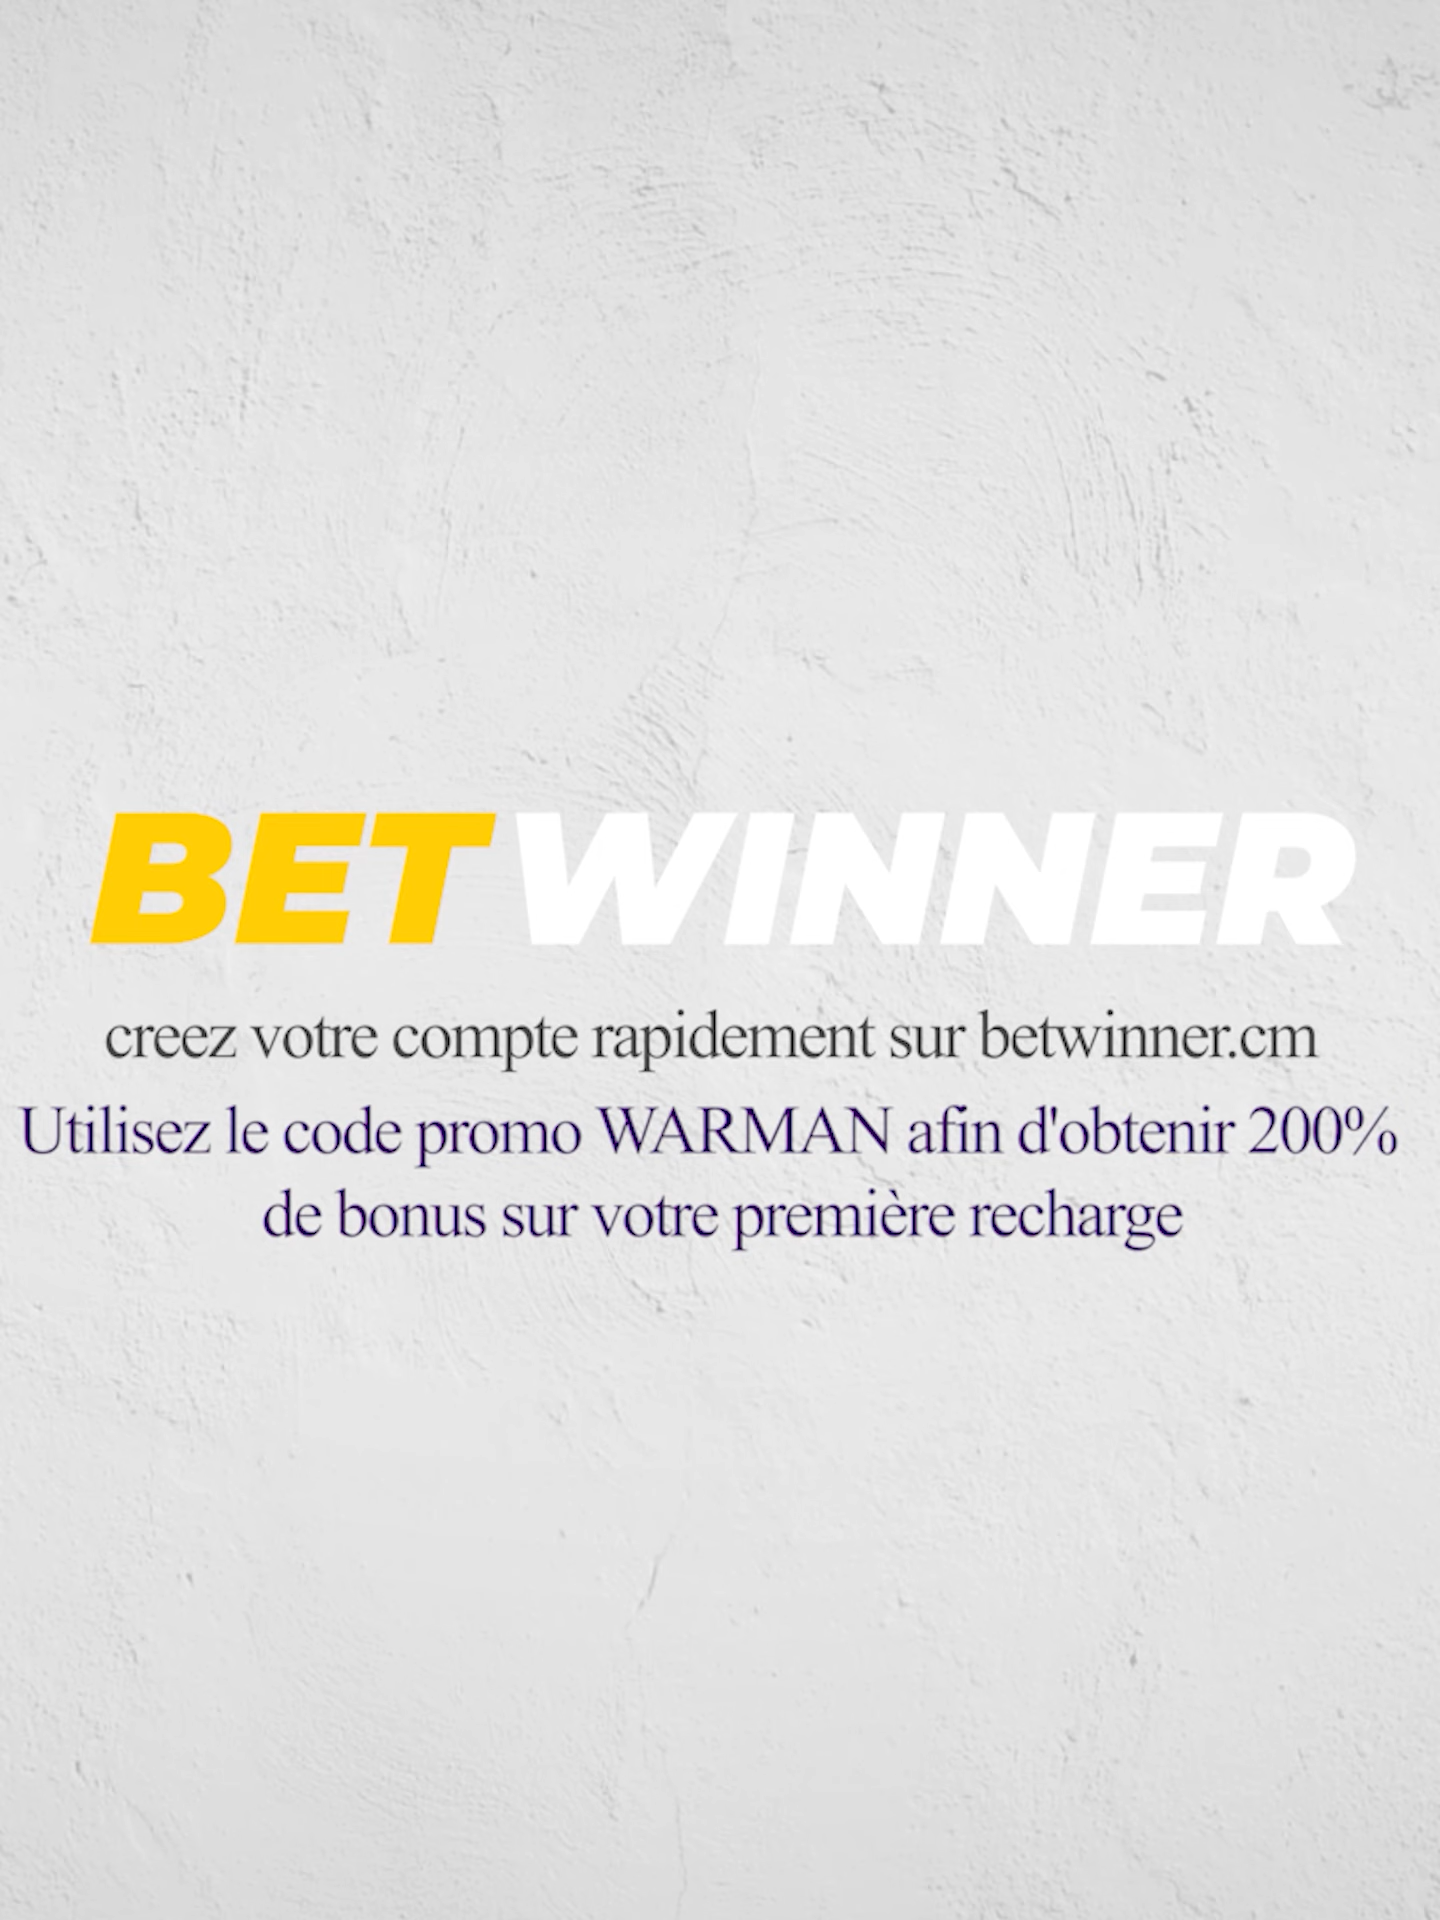 BETWINNER
creez votre compte rapidement sur betwinner.cm
Utilisez le code promo WARMAN afin d'obtenir 200%
de bonus sur votre première recharge